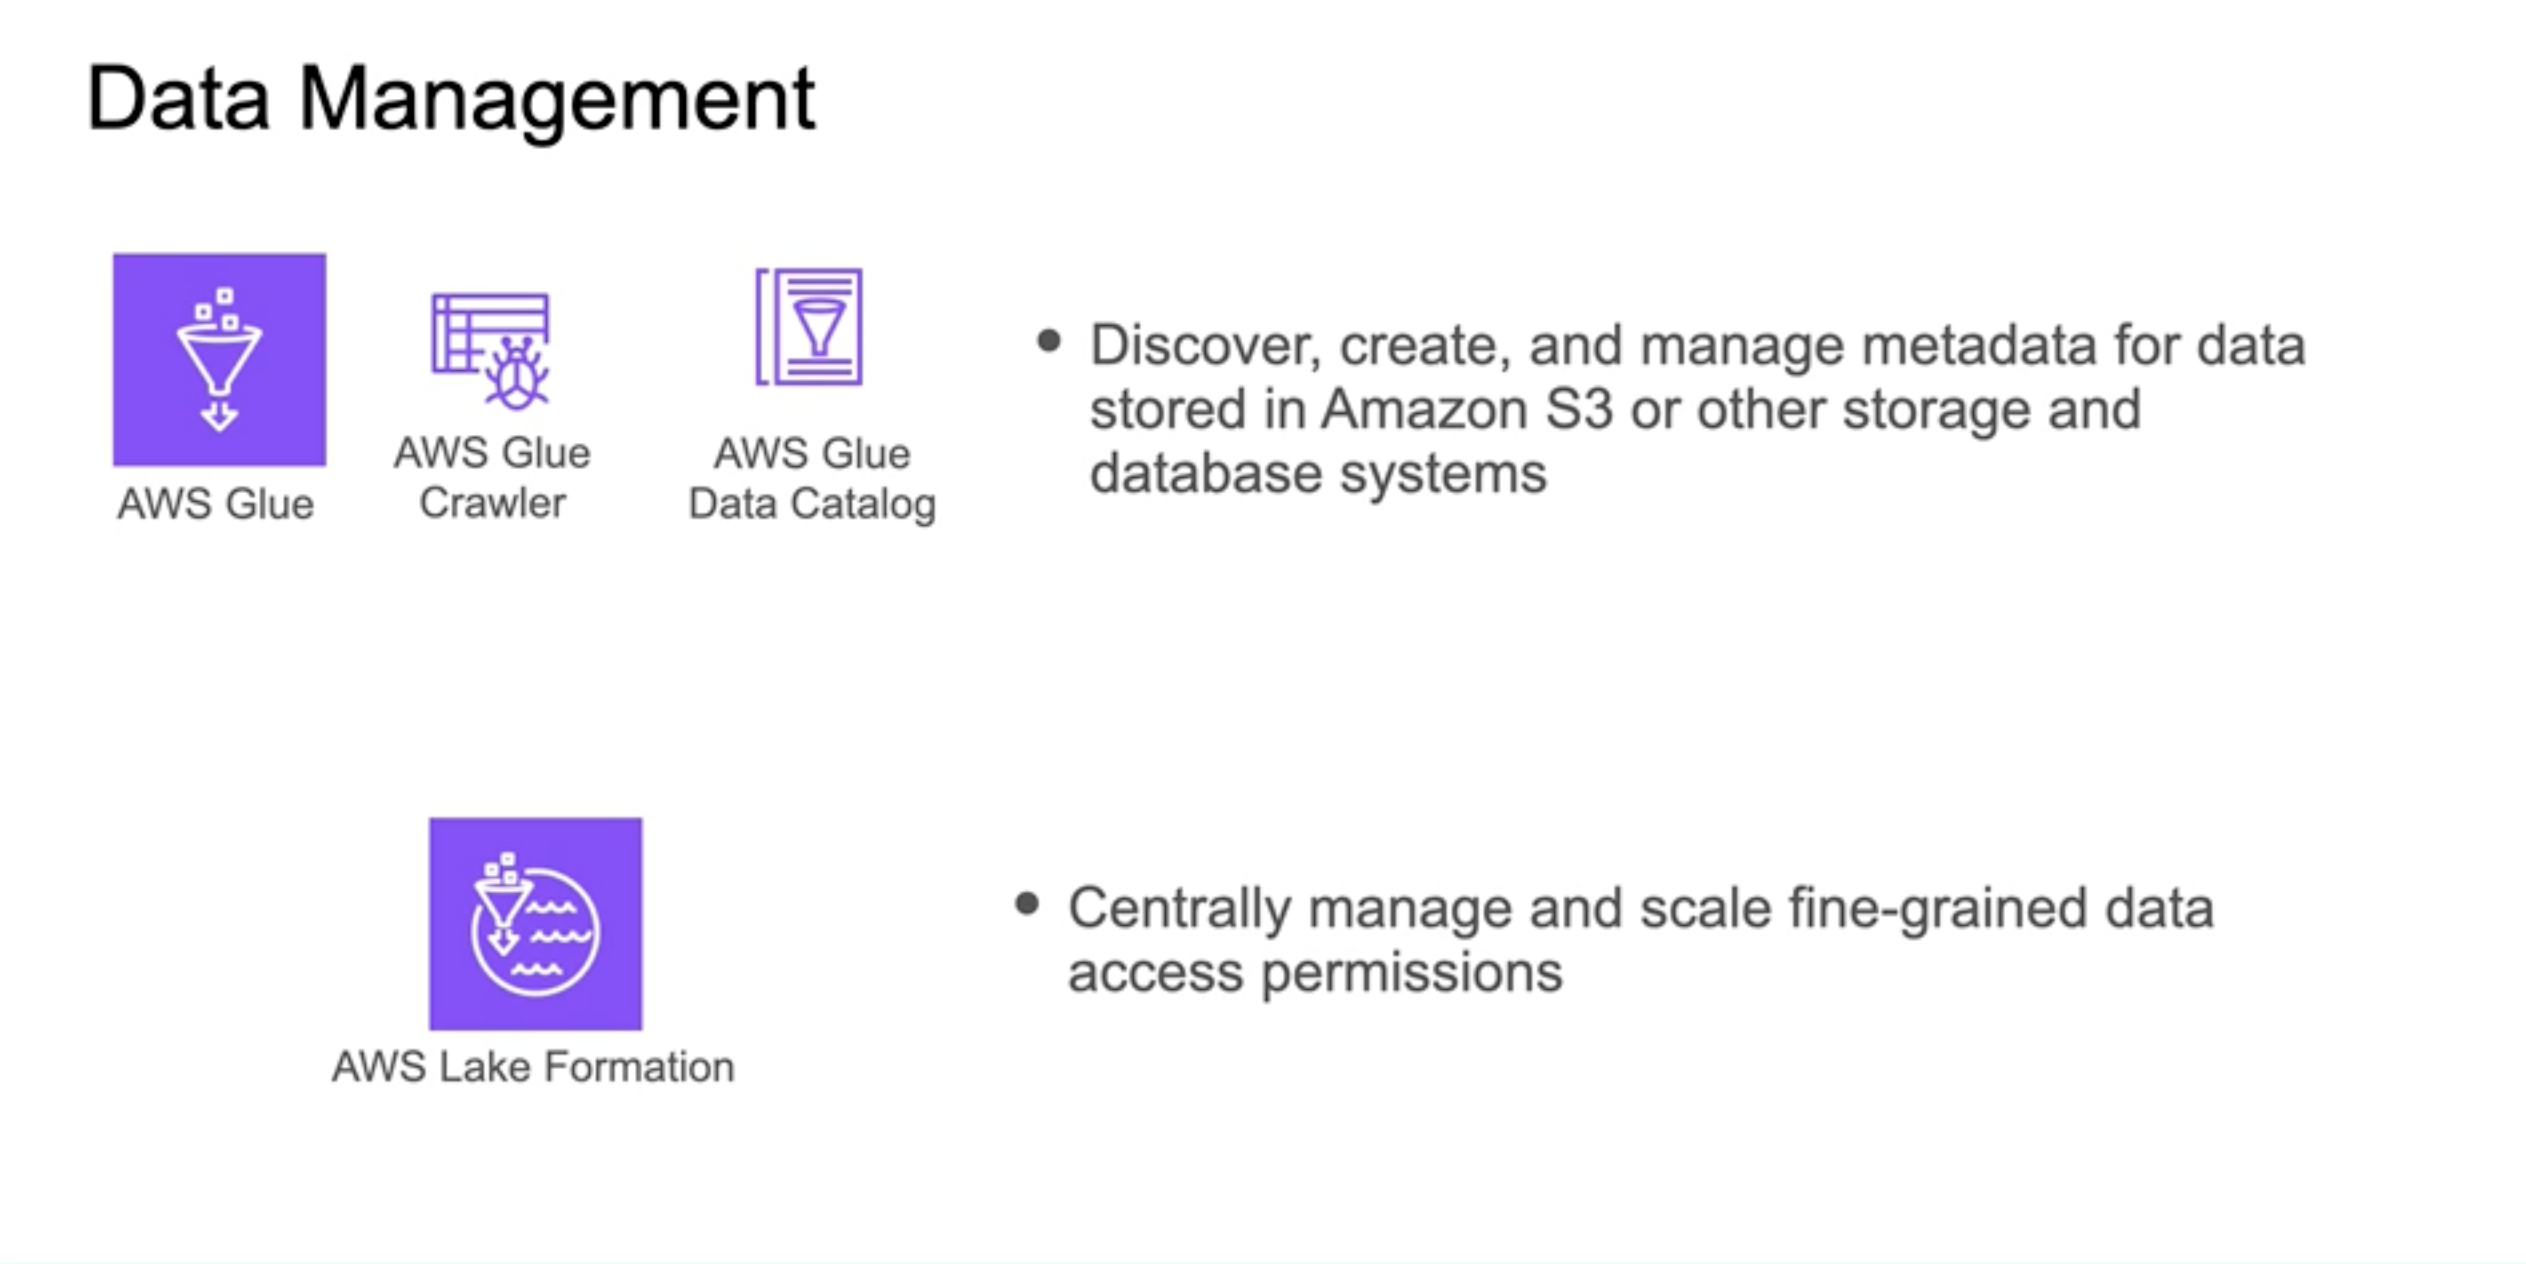 Data Management
AWS Glue
AWS Glue
Crawler
AWS Glue
Data Catalog
• Discover, create, and manage metadata for data
stored in Amazon S3 or other storage and
database systems
AWS Lake Formation
• Centrally manage and scale fine-grained data
access permissions